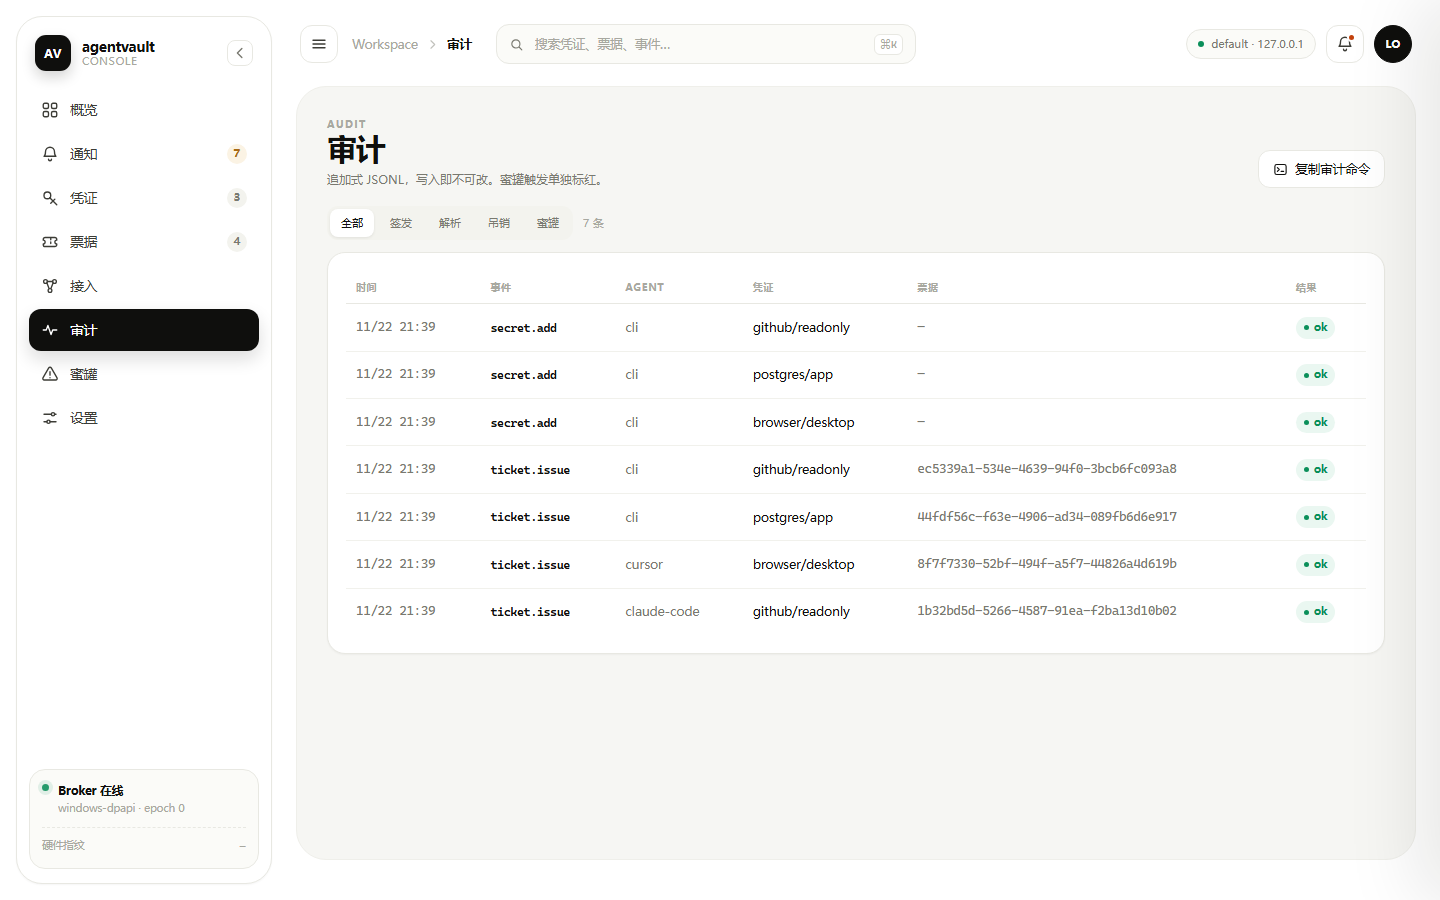 AV
agentvault
CONSOLE
概览
通知 7
凭证 3
票据 4
接入
审计
蜜罐
设置
Broker 在线
windows-dpapi · epoch 0
硬件指纹 –
Workspace > 审计
搜索凭证、票据、事件... ⌘K
default · 127.0.0.1
LO
AUDIT
审计
追加式 JSONL，写入即不可改。蜜罐触发单独标红。
复制审计命令
全部 签发 解析 吊销 蜜罐 7 条
时间 事件 AGENT 凭证 票据 结果
11/22 21:39 secret.add cli github/readonly – ok
11/22 21:39 secret.add cli postgres/app – ok
11/22 21:39 secret.add cli browser/desktop – ok
11/22 21:39 ticket.issue cli github/readonly ec5339a1-534e-4639-94f0-3bcb6fc093a8 ok
11/22 21:39 ticket.issue cli postgres/app 44fdf56c-f63e-4906-ad34-089fb6d6e917 ok
11/22 21:39 ticket.issue cursor browser/desktop 8f7f7330-52bf-494f-a5f7-44826a4d619b ok
11/22 21:39 ticket.issue claude-code github/readonly 1b32bd5d-5266-4587-91ea-f2ba13d10b02 ok